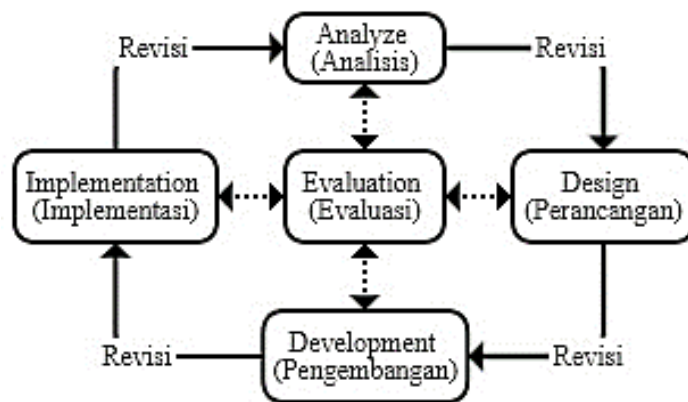 Revisi
Analyze
(Analisis)
Revisi
Implementation
(Implementasi)
Evaluation
(Evaluasi)
Design
(Perancangan)
Revisi
Development
(Pengembangan)
Revisi